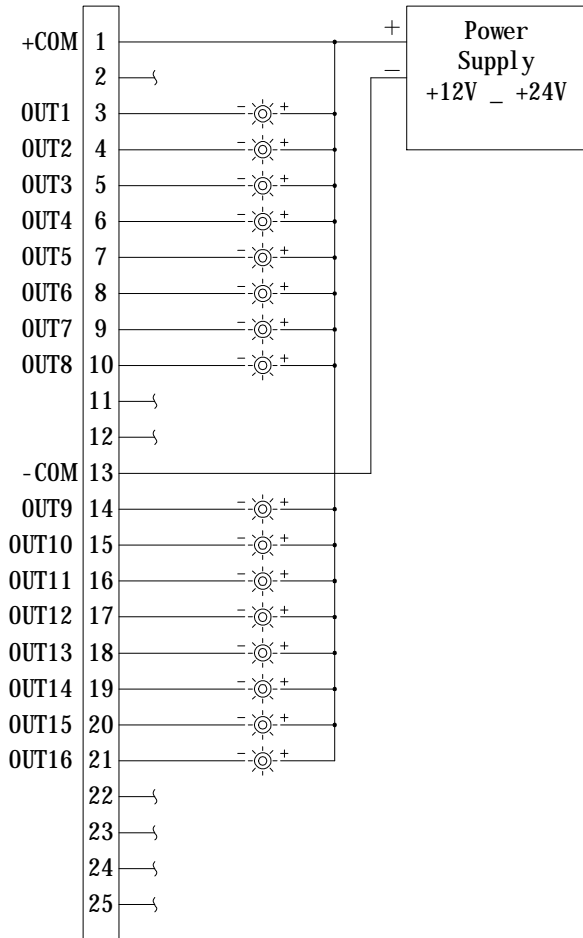 +COM 1
2
OUT1 3 - +
OUT2 4 - +
OUT3 5 - +
OUT4 6 - +
OUT5 7 - +
OUT6 8 - +
OUT7 9 - +
OUT8 10 - +
11
12
-COM 13
OUT9 14 - +
OUT10 15 - +
OUT11 16 - +
OUT12 17 - +
OUT13 18 - +
OUT14 19 - +
OUT15 20 - +
OUT16 21 - +
22
23
24
25
+
−
Power
Supply
+12V _ +24V